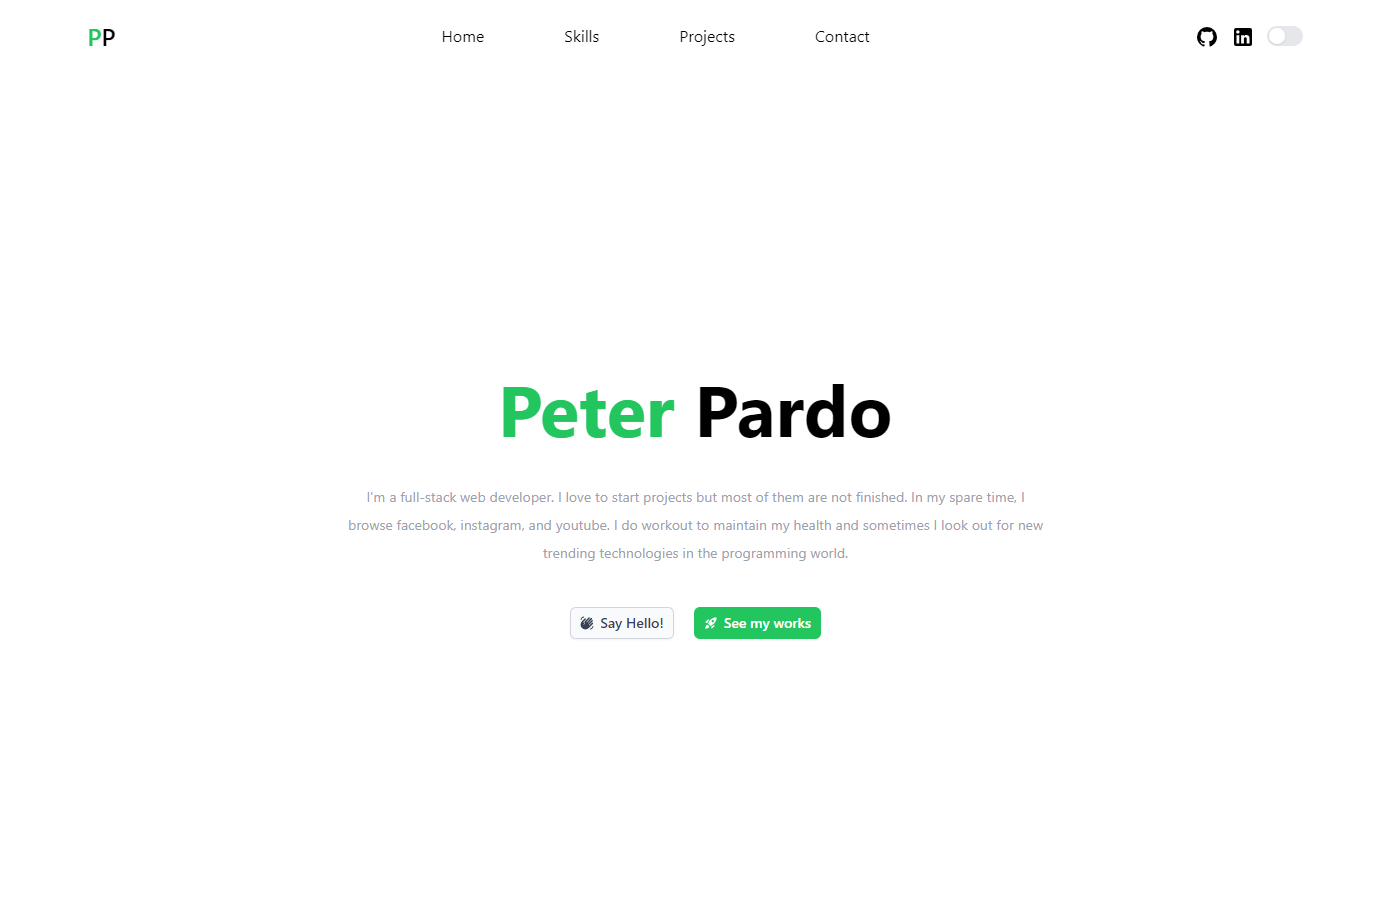 PP
Home Skills Projects Contact
Peter Pardo
I'm a full-stack web developer. I love to start projects but most of them are not finished. In my spare time, I
browse facebook, instagram, and youtube. I do workout to maintain my health and sometimes I look out for new
trending technologies in the programming world.
Say Hello! See my works